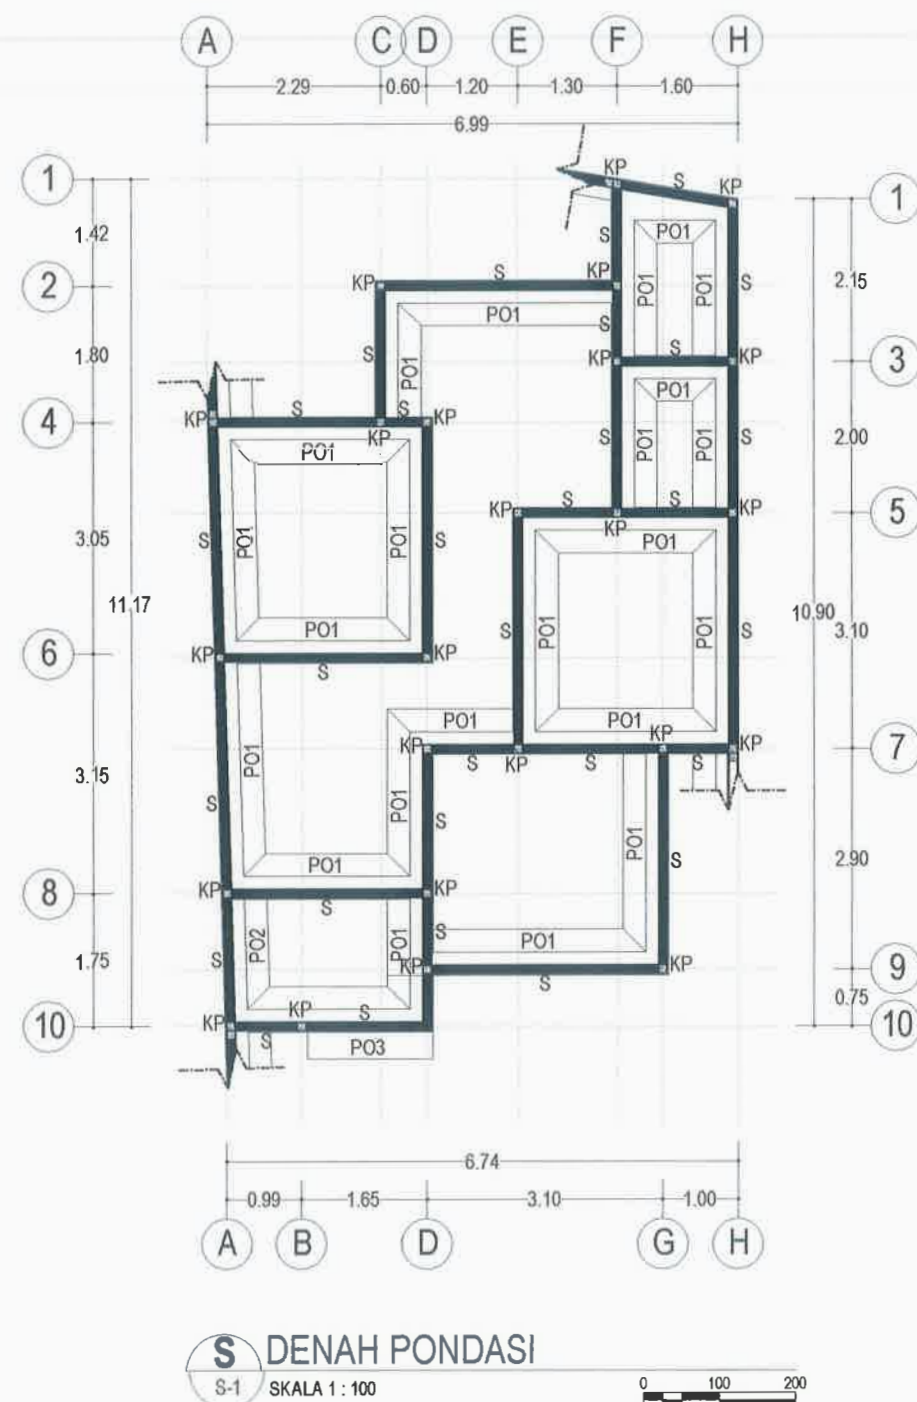 A C D E F H
2.29 0.60 1.20 1.30 1.60
6.99
1 KP S KP 1
1.42 S PO1
2 KP S KP PO1 PO1 S 2.15
PO1 S
1.80 S PO1 KP S KP 3
PO1
4 KP S S KP S PO1 PO1 S 2.00
KP
PO1 KP S S KP 5
KP
3.05 S PO1 PO1 S PO1
11.17 10.90
PO1 S PO1 PO1 S 3.10
6 KP S KP
PO1 PO1
PO1 KP KP KP 7
KP S S S
3.15 S PO1 S PO1
PO1 S 2.90
8 KP S KP
PO2 PO1 S PO1
1.75 S KP S KP 9
KP S 0.75
10 KP S 10
PO3
6.74
0.99 1.65 3.10 1.00
A B D G H
S DENAH PONDASI
S-1 SKALA 1 : 100
0 100 200